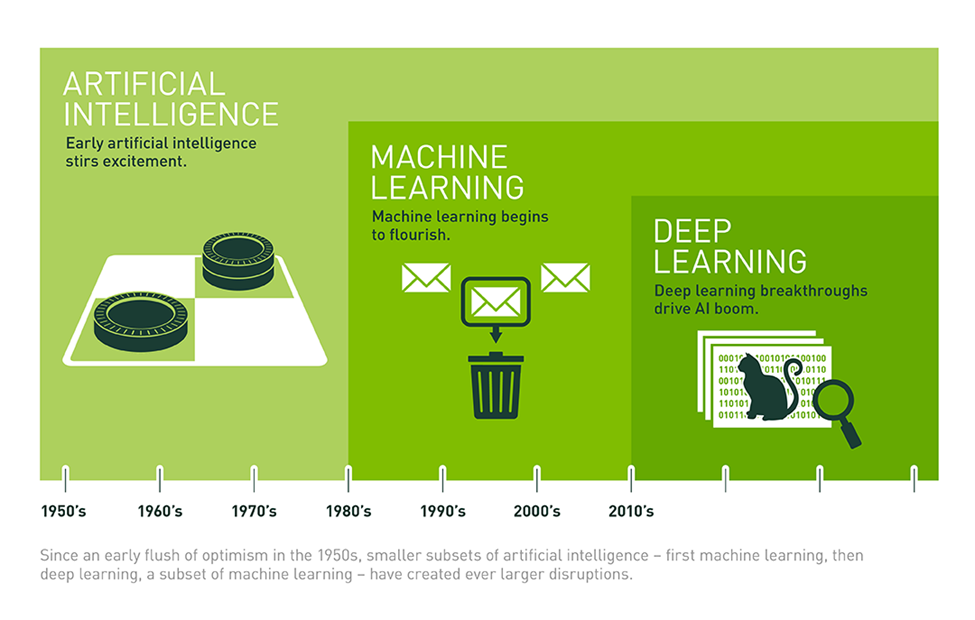 ARTIFICIAL
INTELLIGENCE
Early artificial intelligence
stirs excitement.
MACHINE
LEARNING
Machine learning begins
to flourish.
DEEP
LEARNING
Deep learning breakthroughs
drive AI boom.
1950's
1960's
1970's
1980's
1990's
2000's
2010's
Since an early flush of optimism in the 1950s, smaller subsets of artificial intelligence – first machine learning, then
deep learning, a subset of machine learning – have created ever larger disruptions.